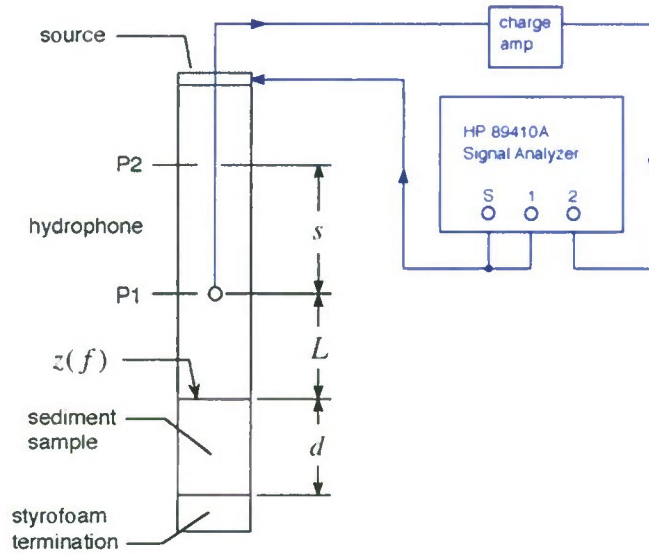 source
charge
amp
HP 89410A
Signal Analyzer
S 1 2
P2
hydrophone
s
P1
L
z(f)
sediment
sample
d
styrofoam
termination